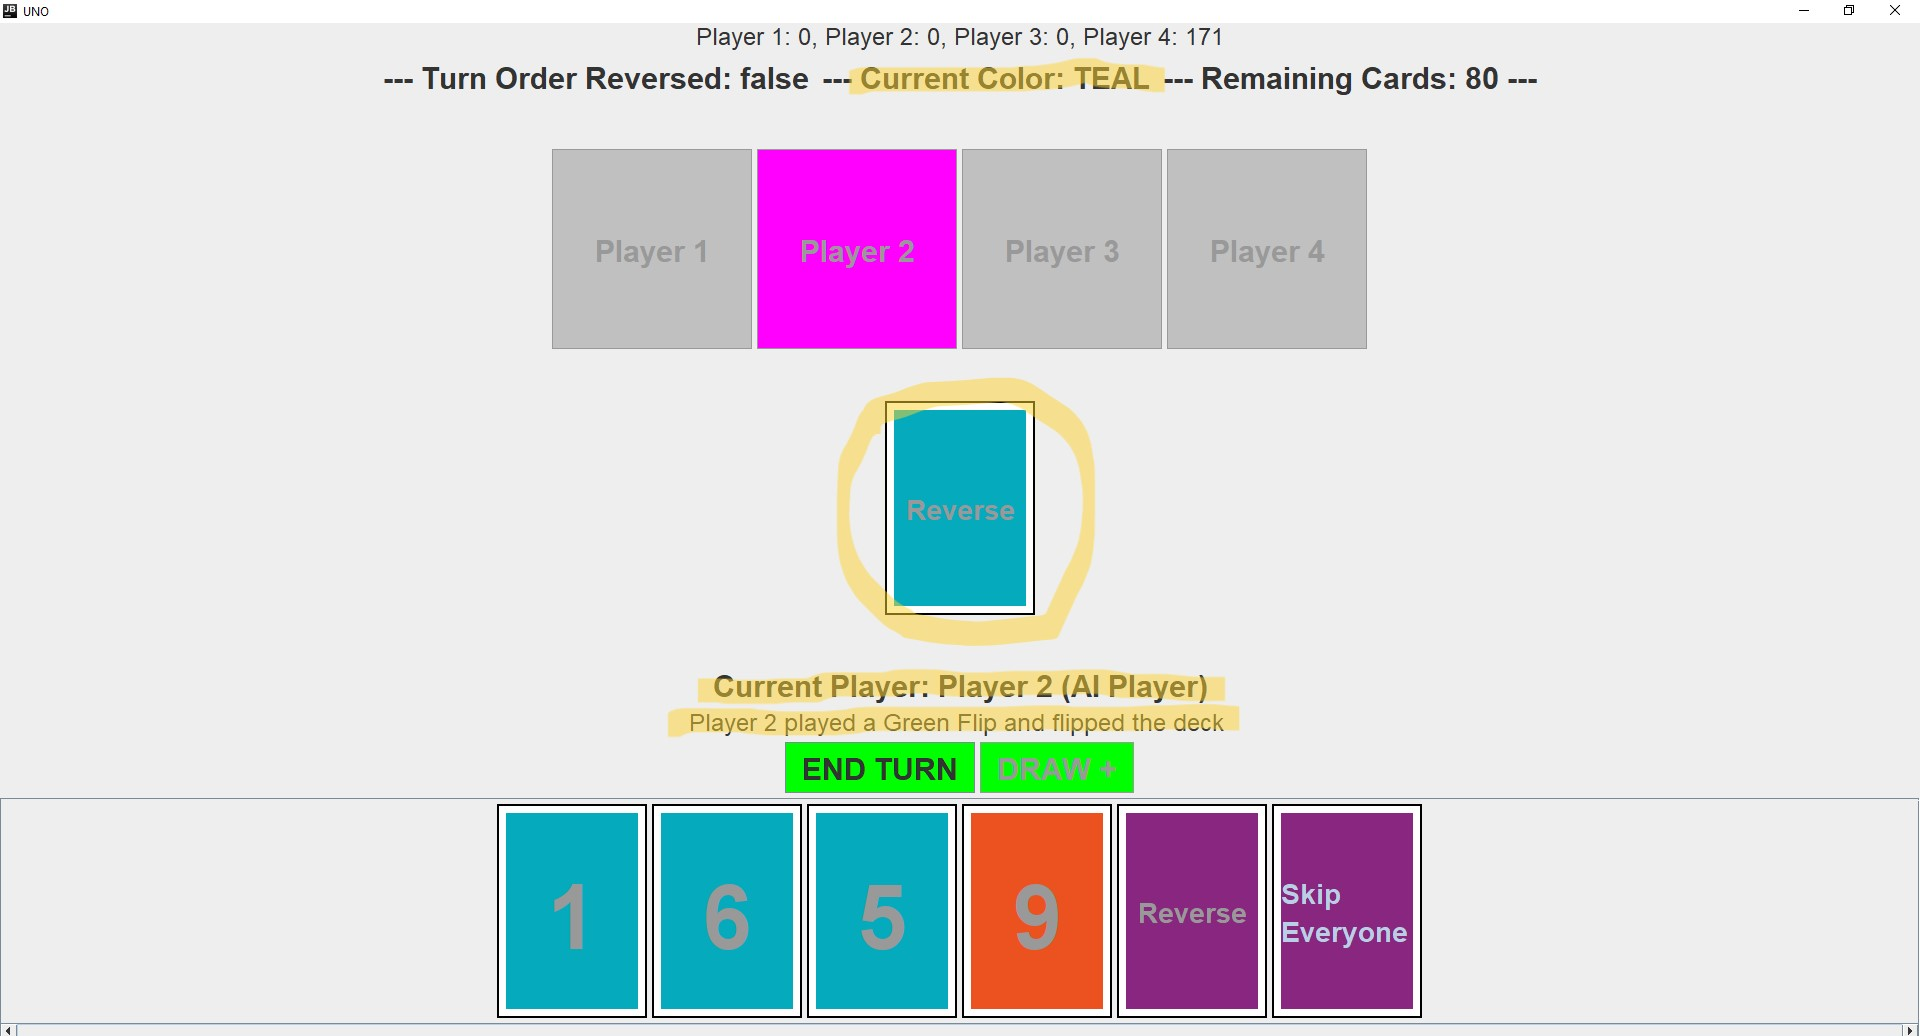 UNO
Player 1: 0, Player 2: 0, Player 3: 0, Player 4: 171
--- Turn Order Reversed: false --- Current Color: TEAL --- Remaining Cards: 80 ---
Player 1 Player 2 Player 3 Player 4
Reverse
Current Player: Player 2 (AI Player)
Player 2 played a Green Flip and flipped the deck
END TURN DRAW +
1 6 5 9 Reverse Skip Everyone